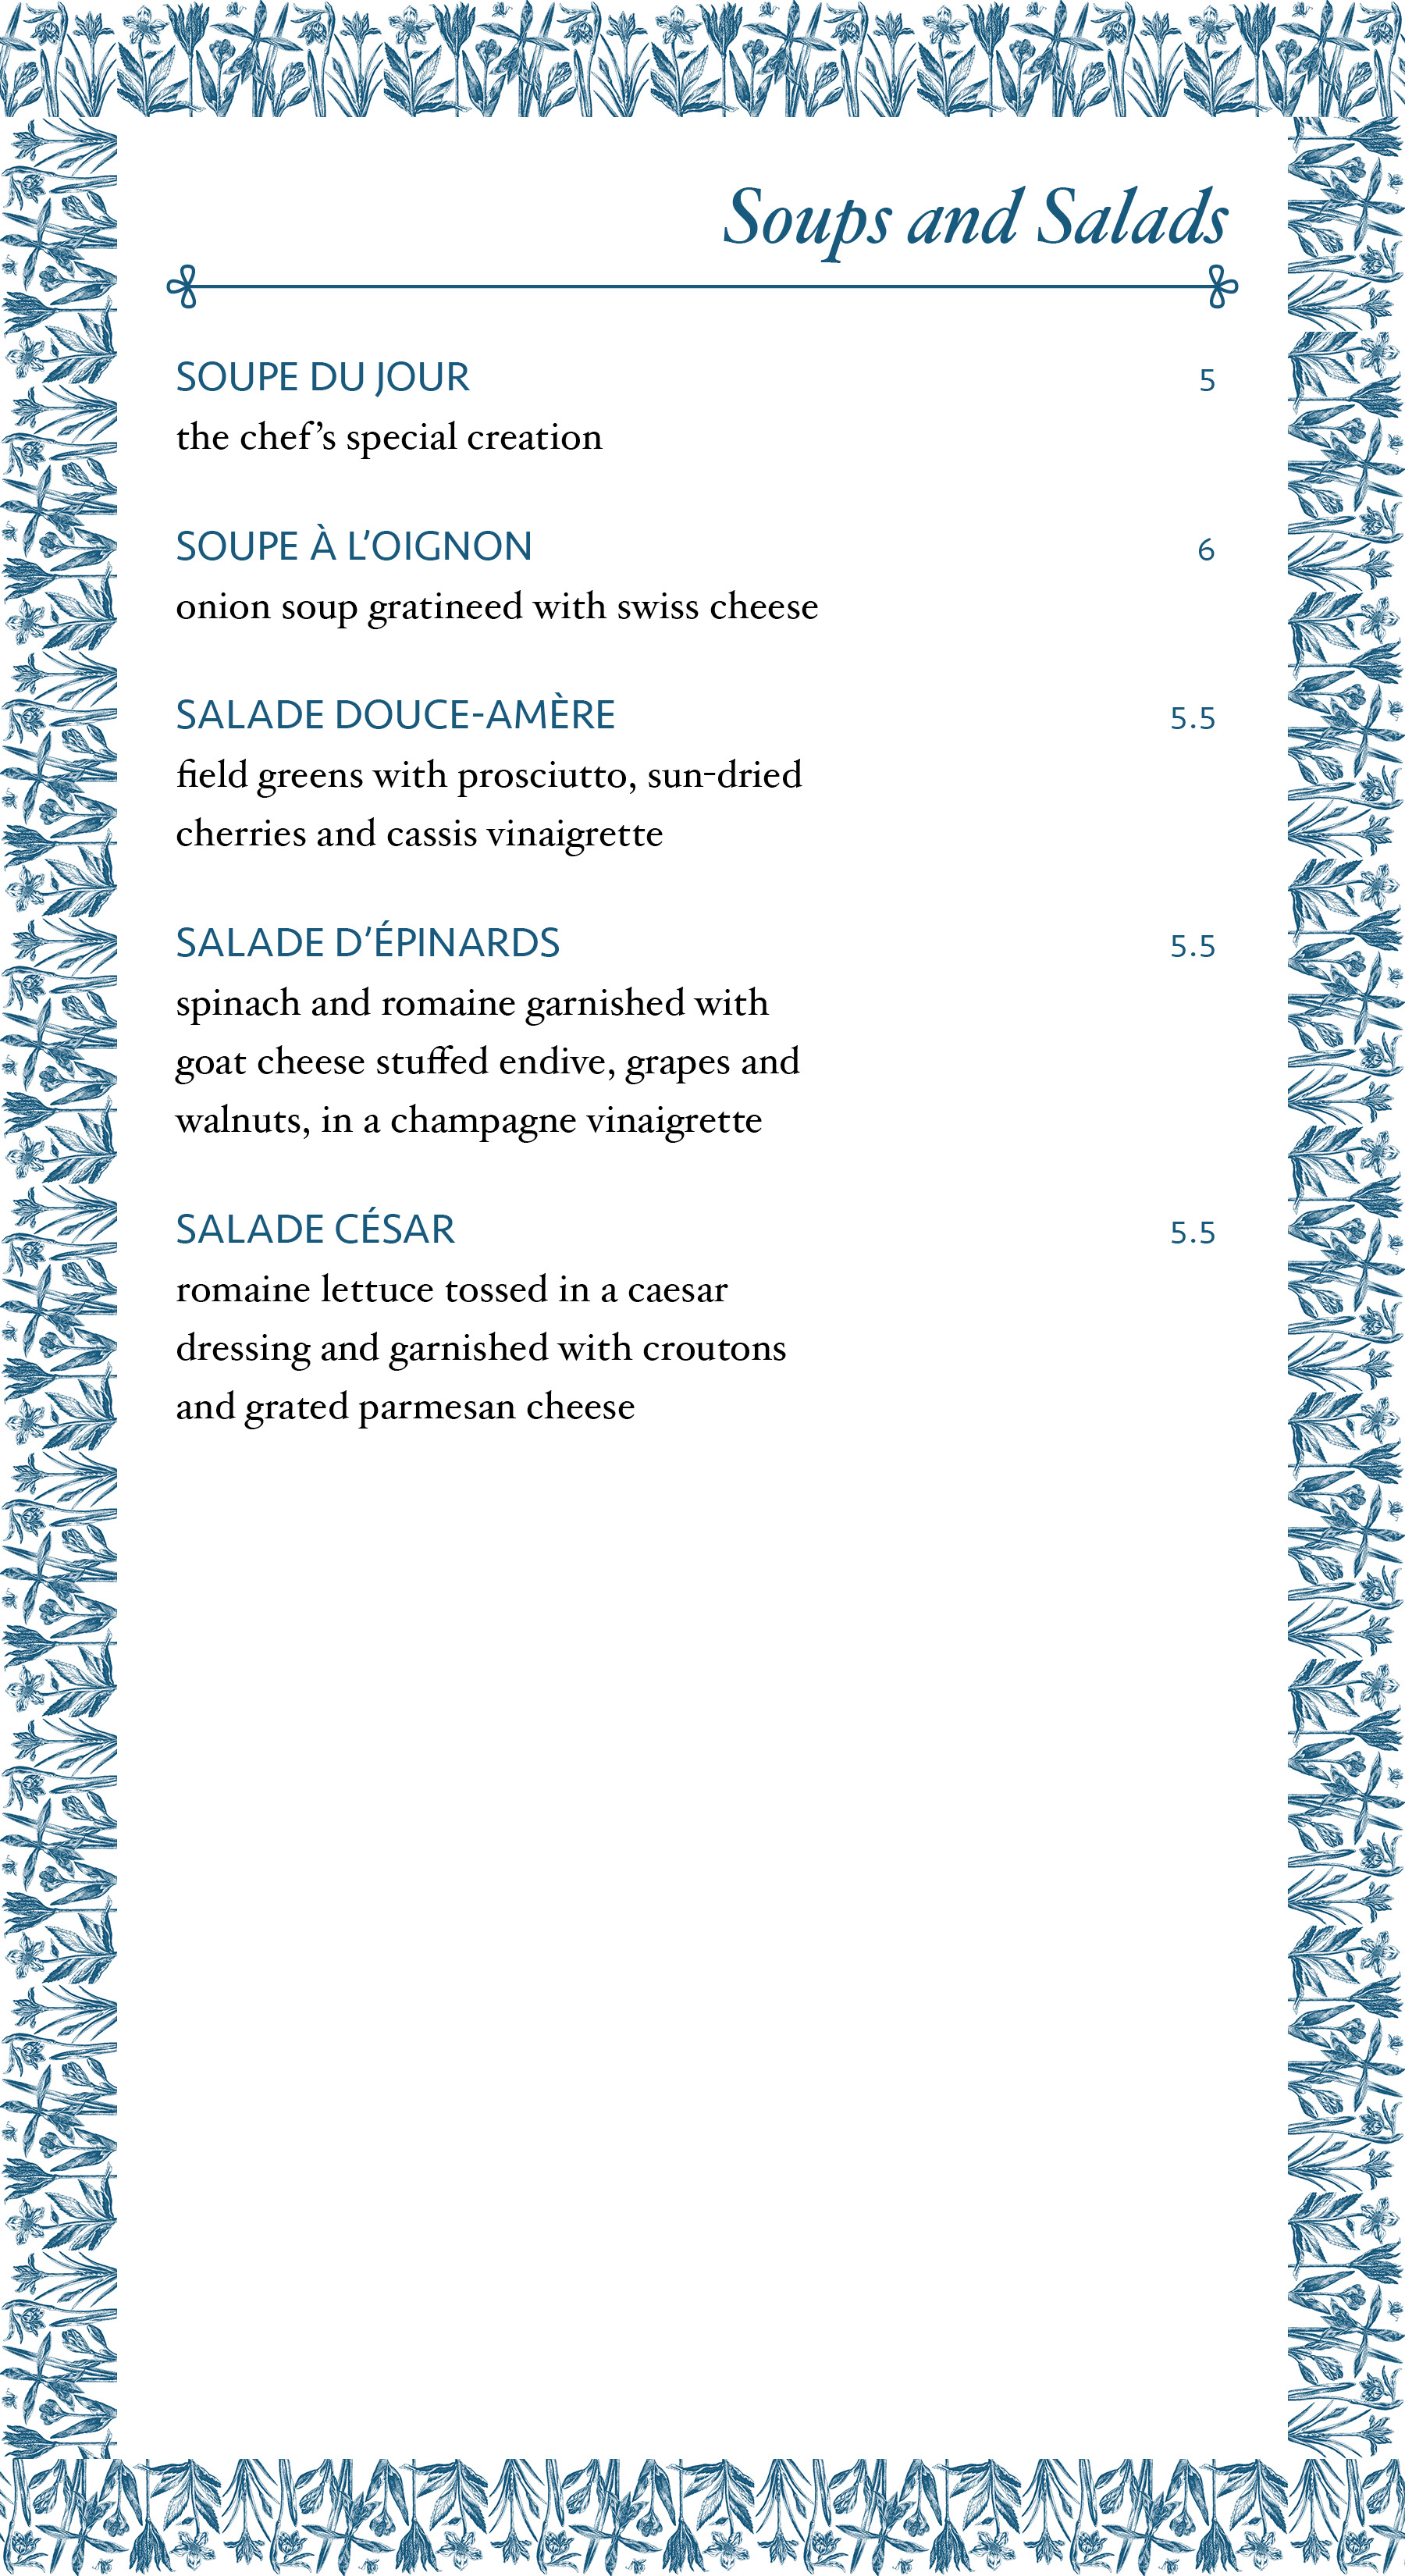 Soups and Salads
SOUPE DU JOUR 5
the chef’s special creation
SOUPE À L’OIGNON 6
onion soup gratineed with swiss cheese
SALADE DOUCE-AMÈRE 5.5
field greens with prosciutto, sun-dried
cherries and cassis vinaigrette
SALADE D’ÉPINARDS 5.5
spinach and romaine garnished with
goat cheese stuffed endive, grapes and
walnuts, in a champagne vinaigrette
SALADE CÉSAR 5.5
romaine lettuce tossed in a caesar
dressing and garnished with croutons
and grated parmesan cheese